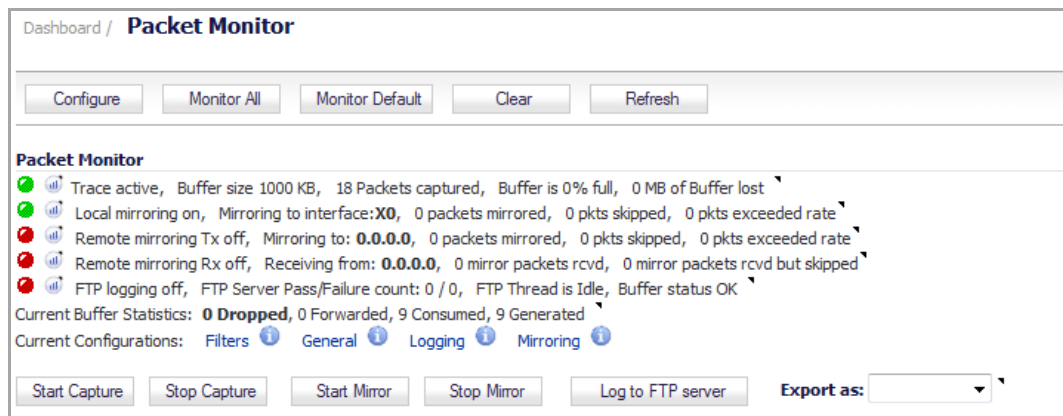 Dashboard / Packet Monitor
Configure Monitor All Monitor Default Clear Refresh
Packet Monitor
Trace active, Buffer size 1000 KB, 18 Packets captured, Buffer is 0% full, 0 MB of Buffer lost
Local mirroring on, Mirroring to interface:X0, 0 packets mirrored, 0 pkts skipped, 0 pkts exceeded rate
Remote mirroring Tx off, Mirroring to: 0.0.0.0, 0 packets mirrored, 0 pkts skipped, 0 pkts exceeded rate
Remote mirroring Rx off, Receiving from: 0.0.0.0, 0 mirror packets rcvd, 0 mirror packets rcvd but skipped
FTP logging off, FTP Server Pass/Failure count: 0 / 0, FTP Thread is Idle, Buffer status OK
Current Buffer Statistics: 0 Dropped, 0 Forwarded, 9 Consumed, 9 Generated
Current Configurations: Filters General Logging Mirroring
Start Capture Stop Capture Start Mirror Stop Mirror Log to FTP server Export as: